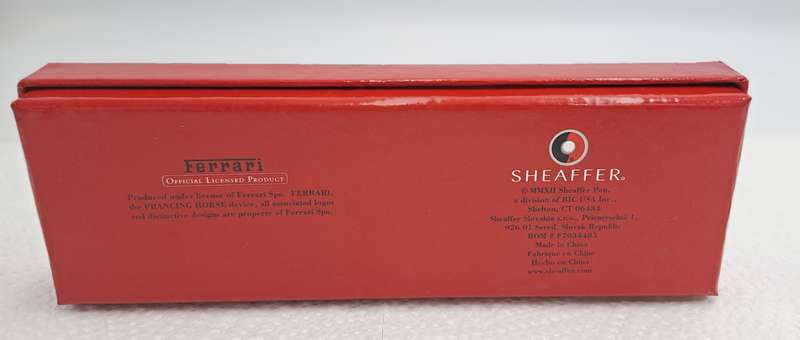 Ferrari
OFFICIAL LICENSED PRODUCT
Produced under license of Ferrari Spa. FERRARI,
the PRANCING HORSE device, all associated logos
and distinctive designs are property of Ferrari Spa.
SHEAFFER®
© MMXII Sheaffer Pen,
a division of BIC USA Inc.,
Shelton, CT 06484
Sheaffer Slovakia s.r.o., Priemyselná 1,
926 01 Sereď, Slovak Republic
BOM # F7034485
Made in China
Fabriqué en Chine
Hecho en China
www.sheaffer.com